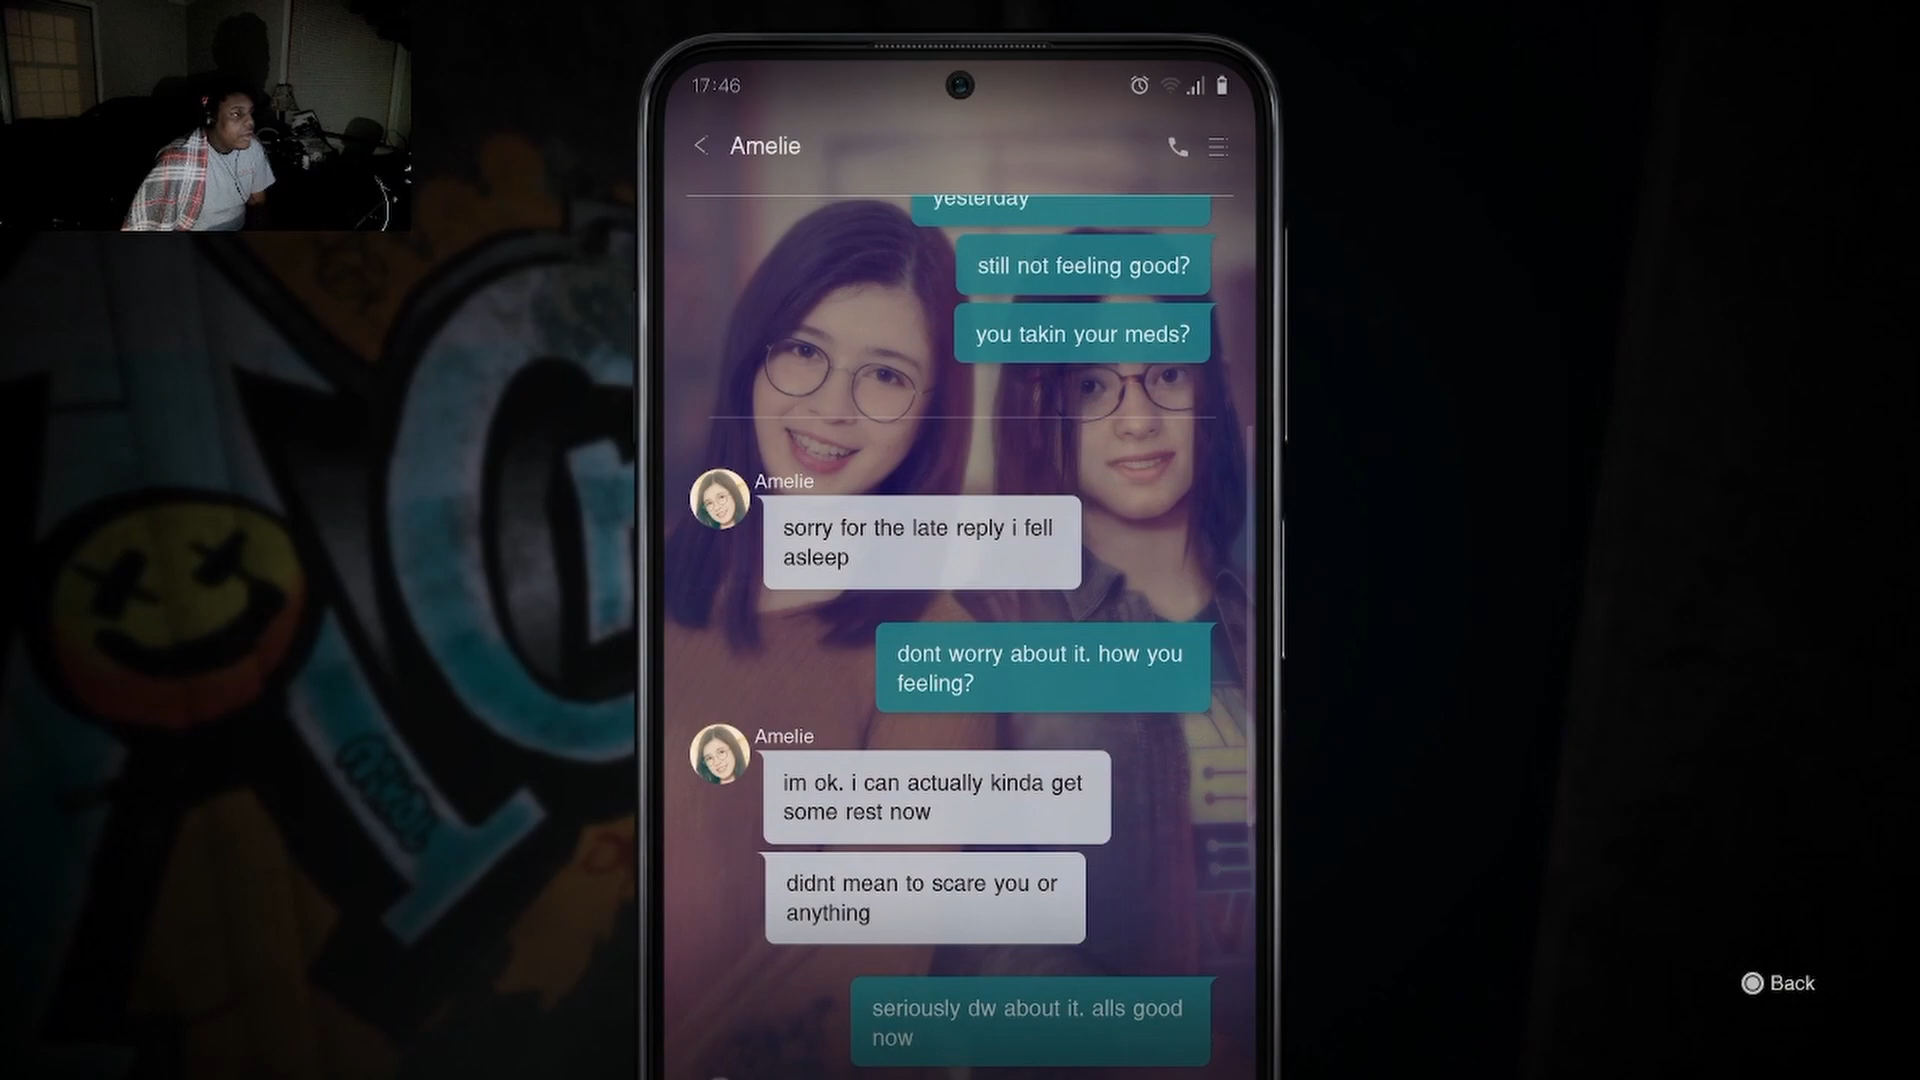 17:46
Amelie
yesterday
still not feeling good?
you takin your meds?
Amelie
sorry for the late reply i fell
asleep
dont worry about it. how you
feeling?
Amelie
im ok. i can actually kinda get
some rest now
didnt mean to scare you or
anything
seriously dw about it. alls good
now
Back